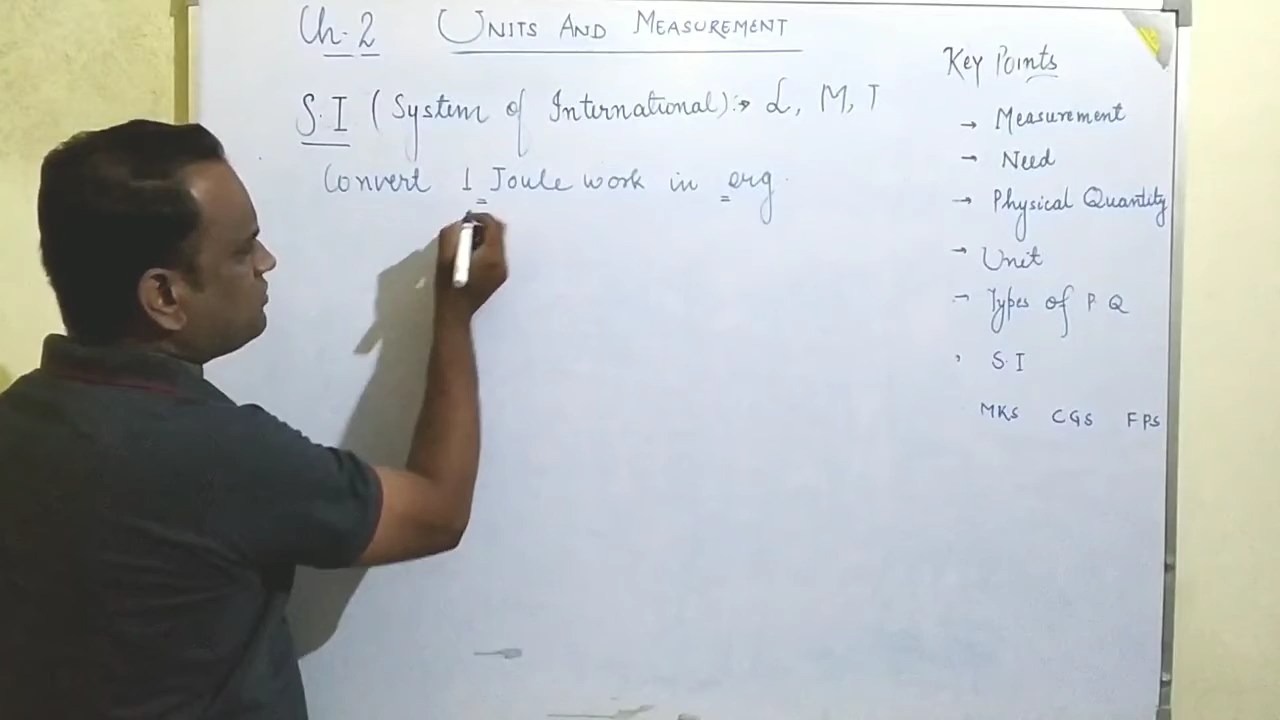 Ch-2 UNITS AND MEASUREMENT
S.I (System of International):→ L, M, T
Convert 1 Joule work in erg.
Key Points
→ Measurement
→ Need
→ Physical Quantity
→ Unit
→ Types of P Q
S.I
MKS CGS FPS